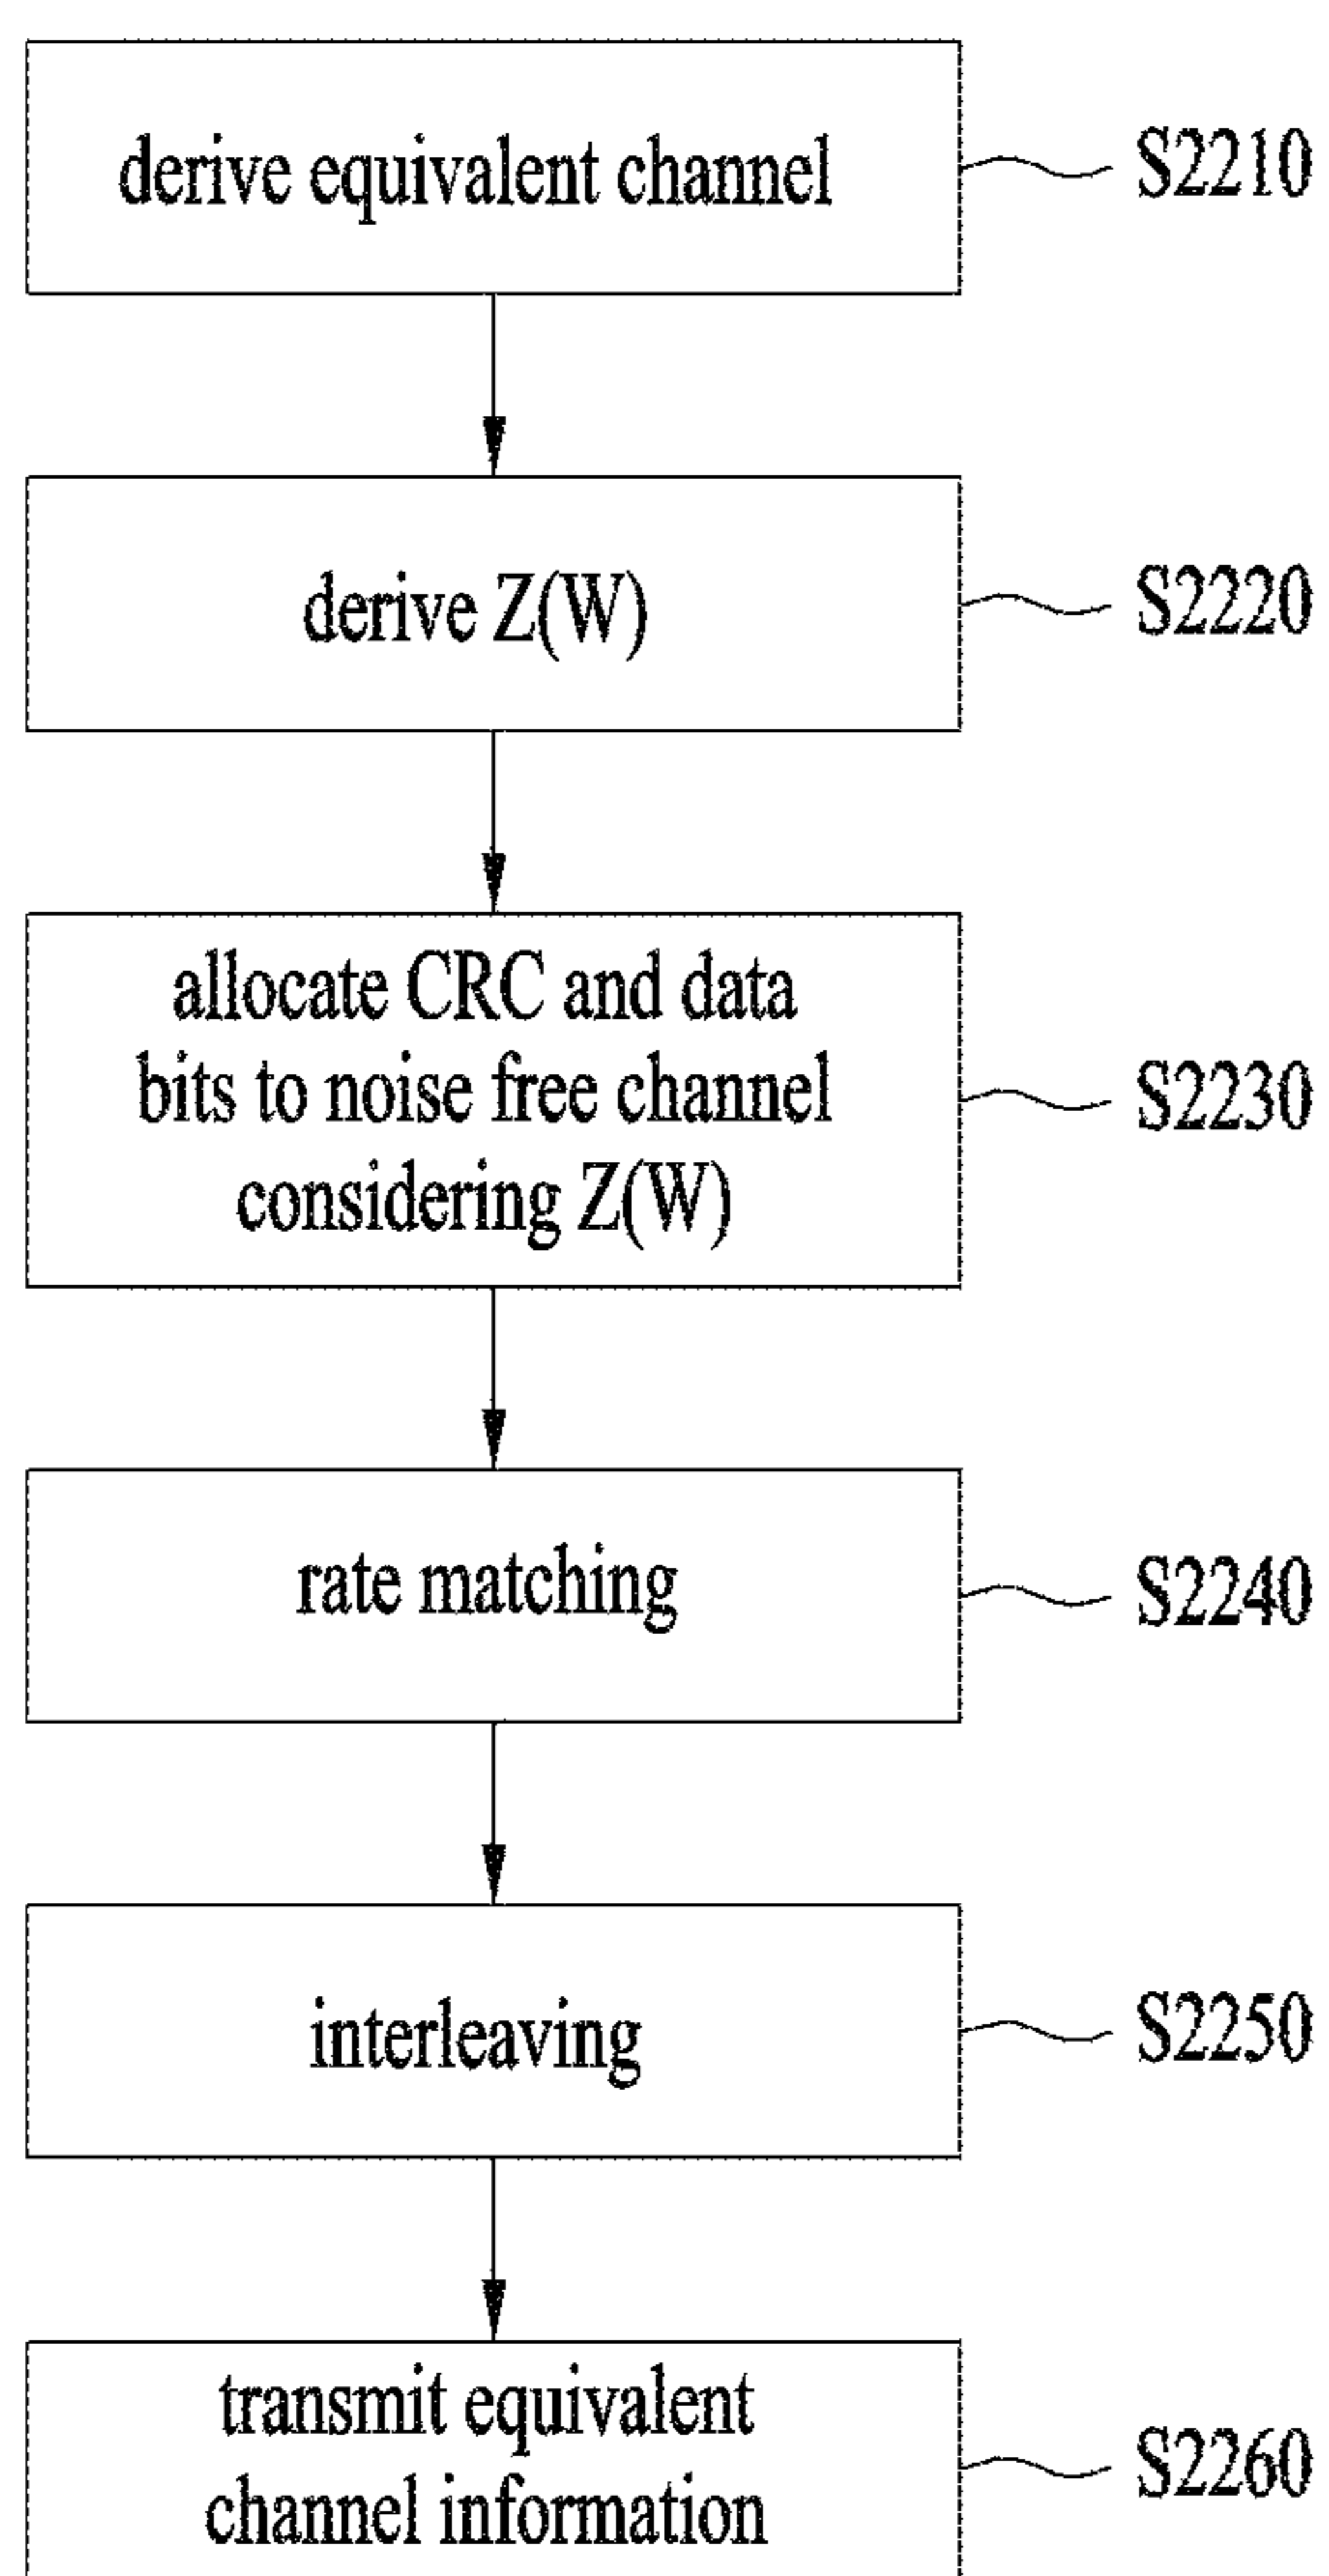 derive equivalent channel
S2210
derive Z(W)
S2220
allocate CRC and data
bits to noise free channel
considering Z(W)
S2230
rate matching
S2240
interleaving
S2250
transmit equivalent
channel information
S2260